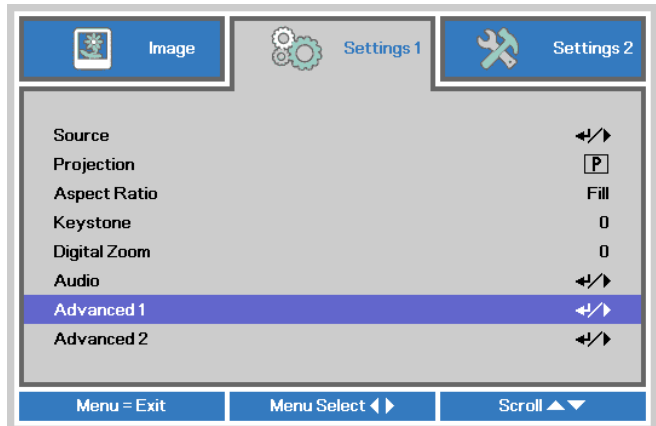 Image Settings 1 Settings 2
Source
Projection P
Aspect Ratio Fill
Keystone 0
Digital Zoom 0
Audio
Advanced 1
Advanced 2
Menu = Exit Menu Select Scroll